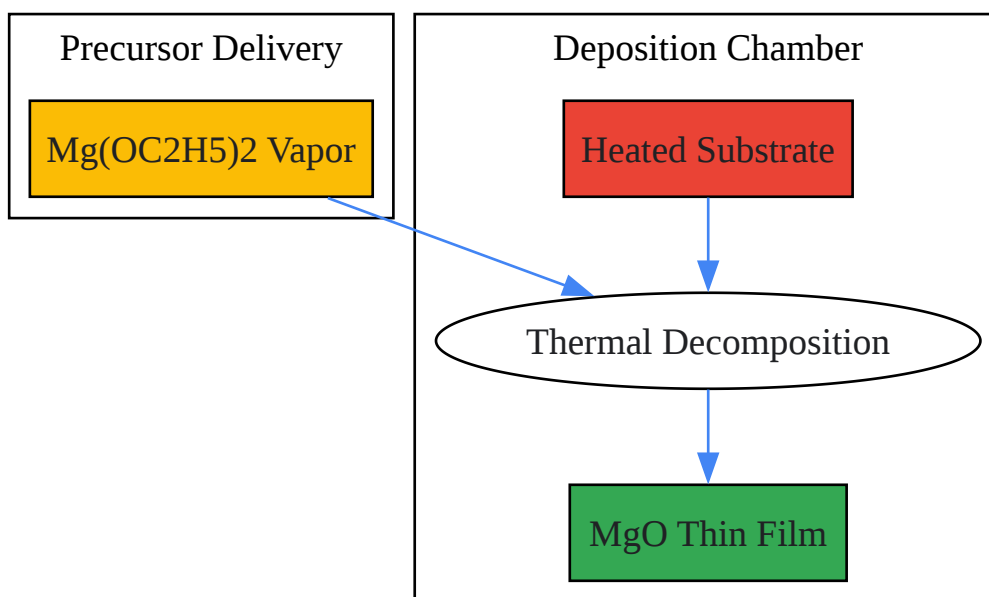 Precursor Delivery
Mg(OC2H5)2 Vapor
Deposition Chamber
Heated Substrate
Thermal Decomposition
MgO Thin Film